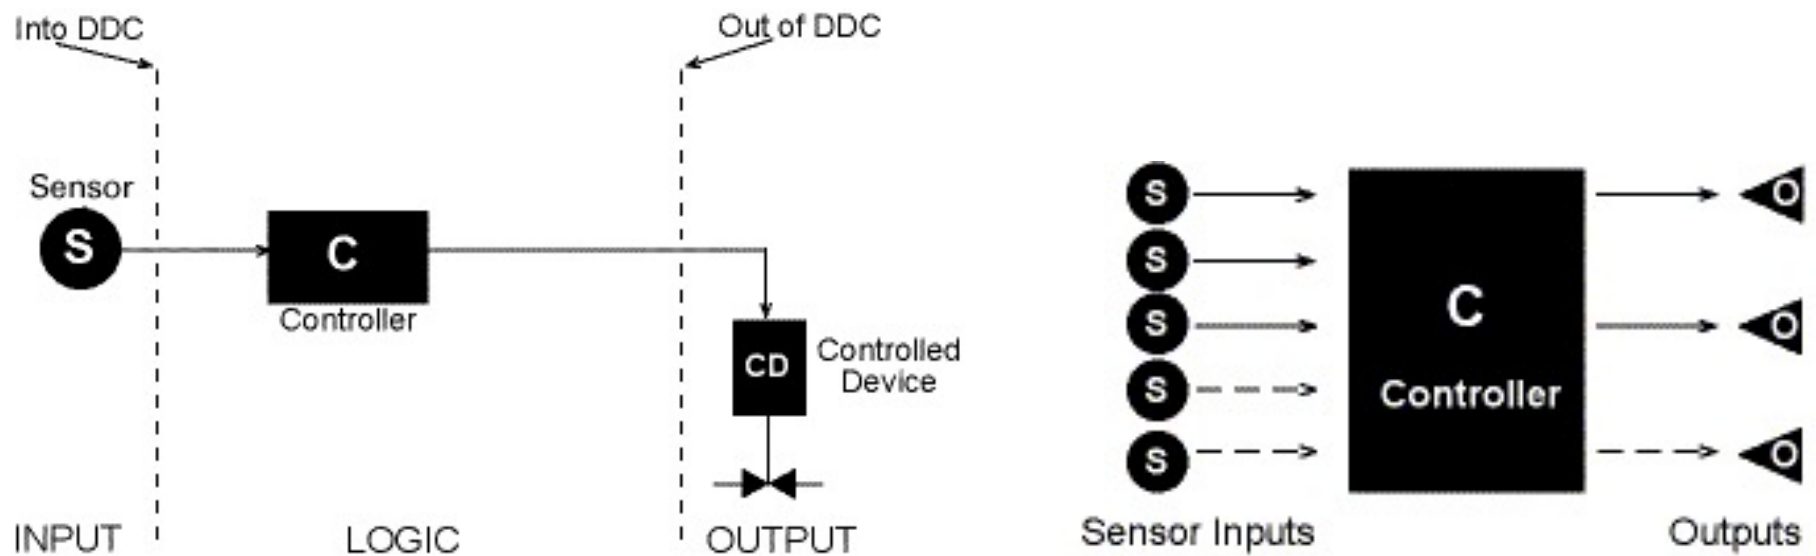 Into DDC
Out of DDC
Sensor
S
C
Controller
CD
Controlled
Device
INPUT
LOGIC
OUTPUT
S
S
S
S
S
C
Controller
O
O
O
Sensor Inputs
Outputs